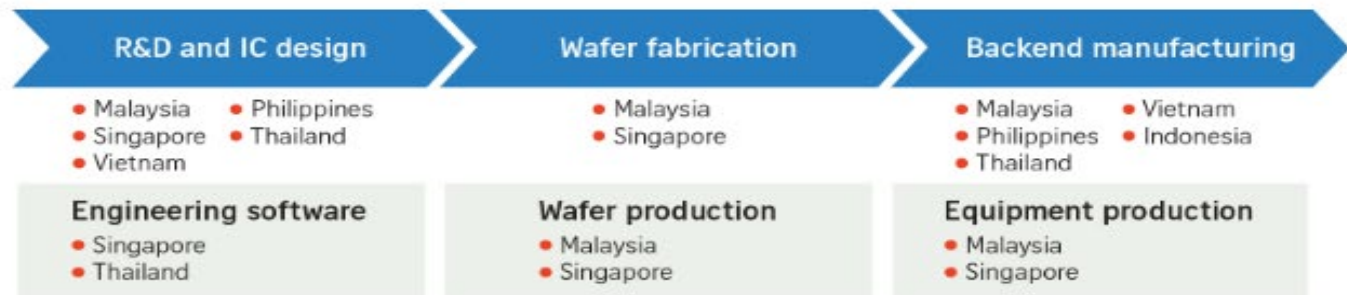 R&D and IC design
Malaysia
Singapore
Vietnam
Philippines
Thailand
Engineering software
Singapore
Thailand
Wafer fabrication
Malaysia
Singapore
Wafer production
Malaysia
Singapore
Backend manufacturing
Malaysia
Philippines
Thailand
Vietnam
Indonesia
Equipment production
Malaysia
Singapore